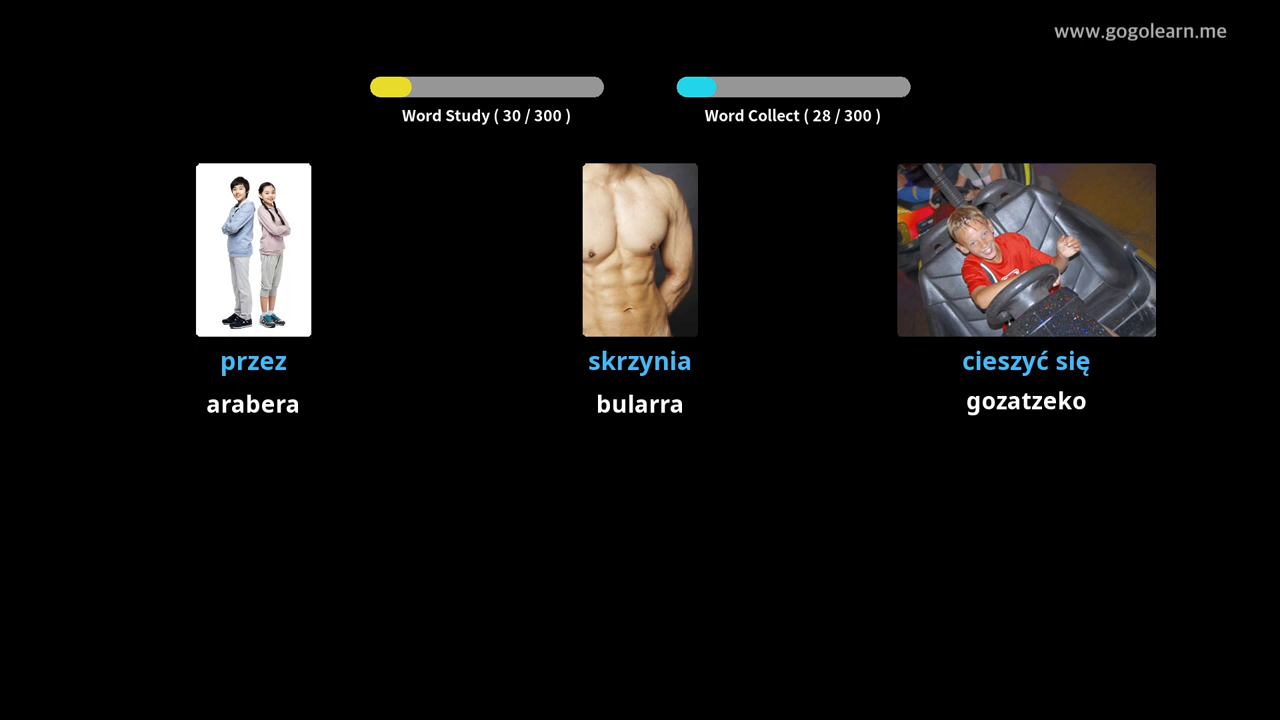 www.gogolearn.me
Word Study ( 30 / 300 )
Word Collect ( 28 / 300 )
przez
skrzynia
cieszyć się
arabera
bularra
gozatzeko